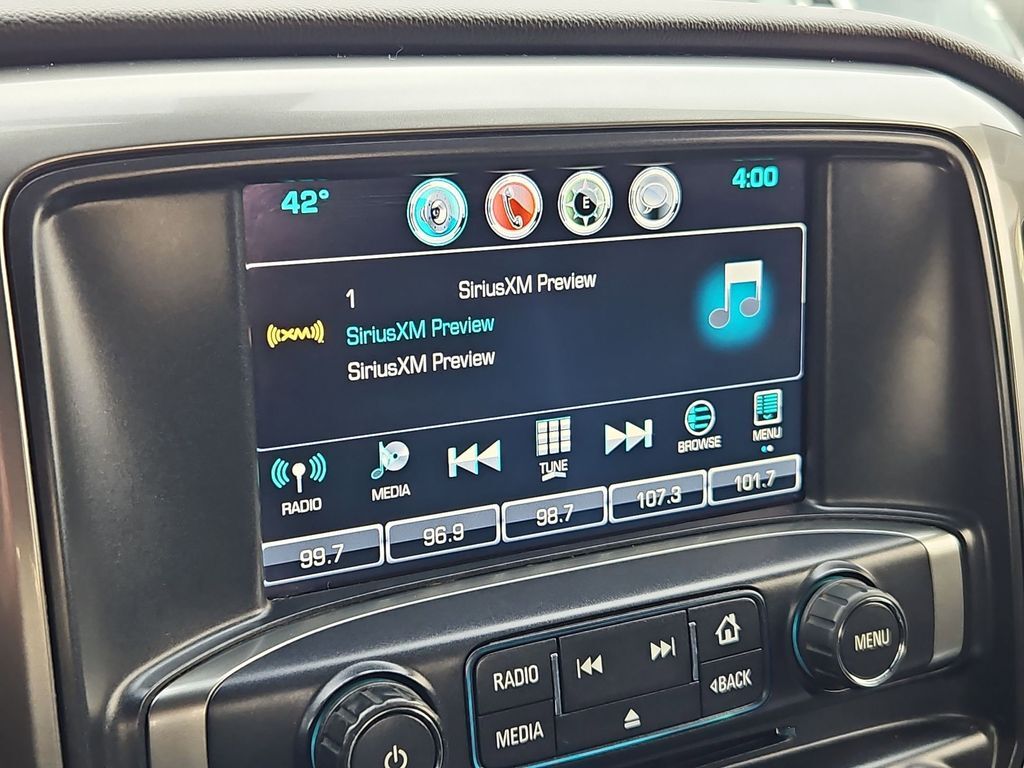 42° 4:00
E
1 SiriusXM Preview
((XM)) SiriusXM Preview
SiriusXM Preview
RADIO MEDIA TUNE BROWSE MENU
99.7 96.9 98.7 107.3 101.7
RADIO
MENU
MEDIA
BACK